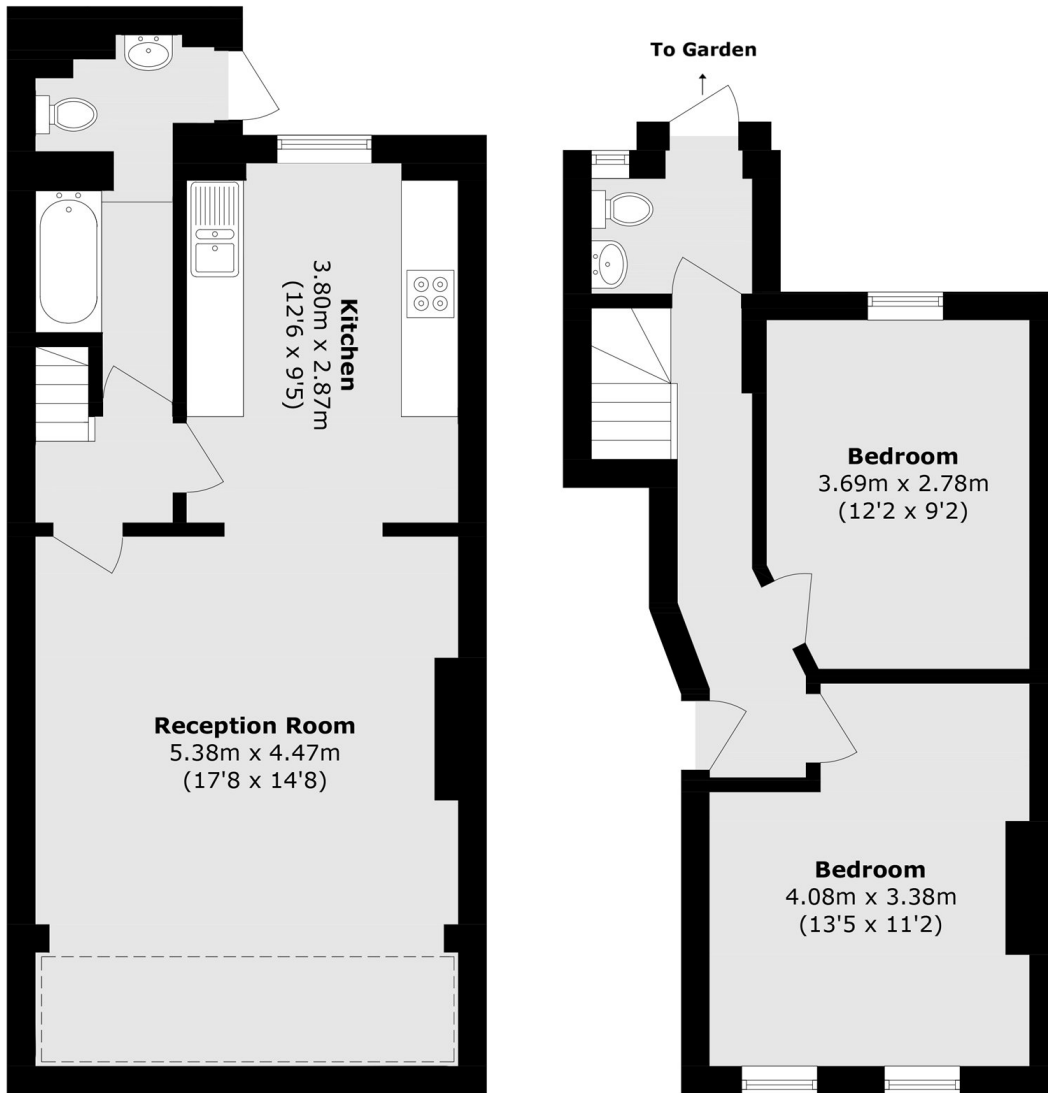 To Garden
Kitchen
3.80m x 2.87m
(12'6 x 9'5)
Bedroom
3.69m x 2.78m
(12'2 x 9'2)
Reception Room
5.38m x 4.47m
(17'8 x 14'8)
Bedroom
4.08m x 3.38m
(13'5 x 11'2)